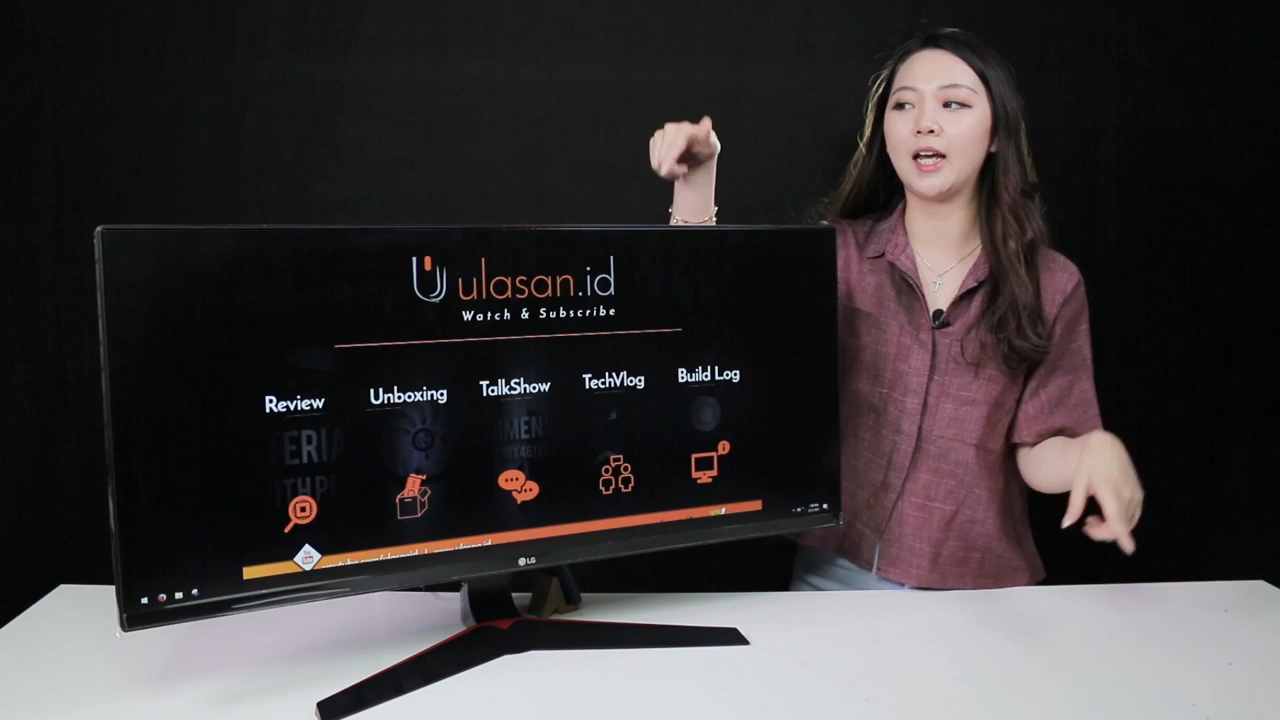 ulasan.id
Watch & Subscribe
Review
Unboxing
TalkShow
TechVlog
Build Log
LG